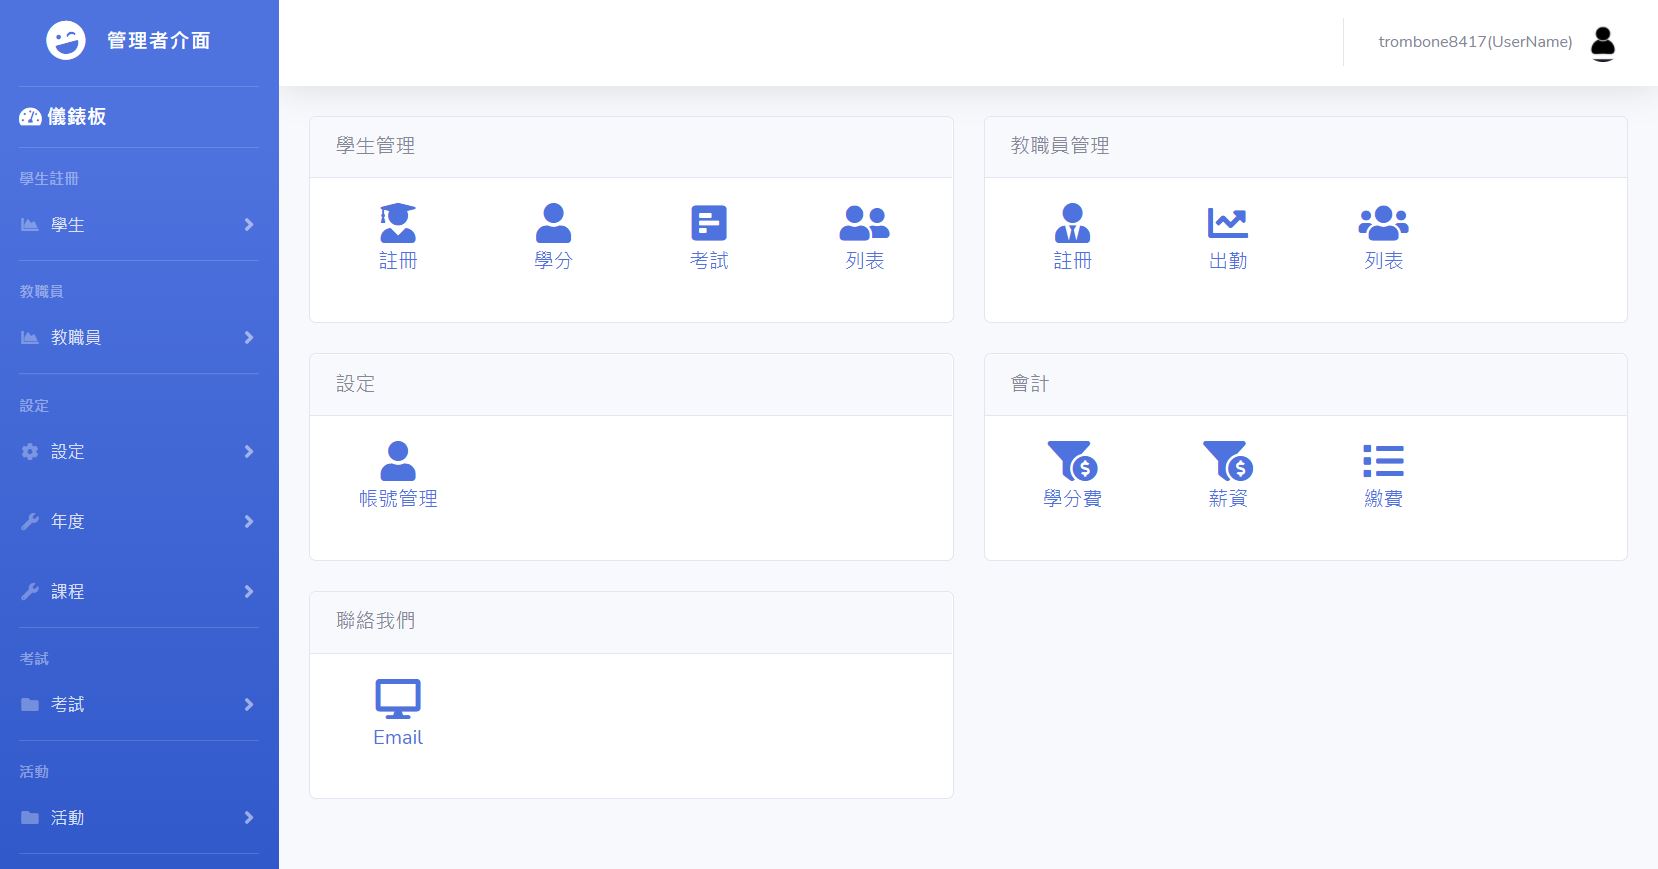 管理者介面
儀錶板
學生註冊
學生
教職員
教職員
設定
設定
年度
課程
考試
考試
活動
活動
trombone8417(UserName)
學生管理
註冊
學分
考試
列表
教職員管理
註冊
出勤
列表
設定
帳號管理
會計
學分費
薪資
繳費
聯絡我們
Email